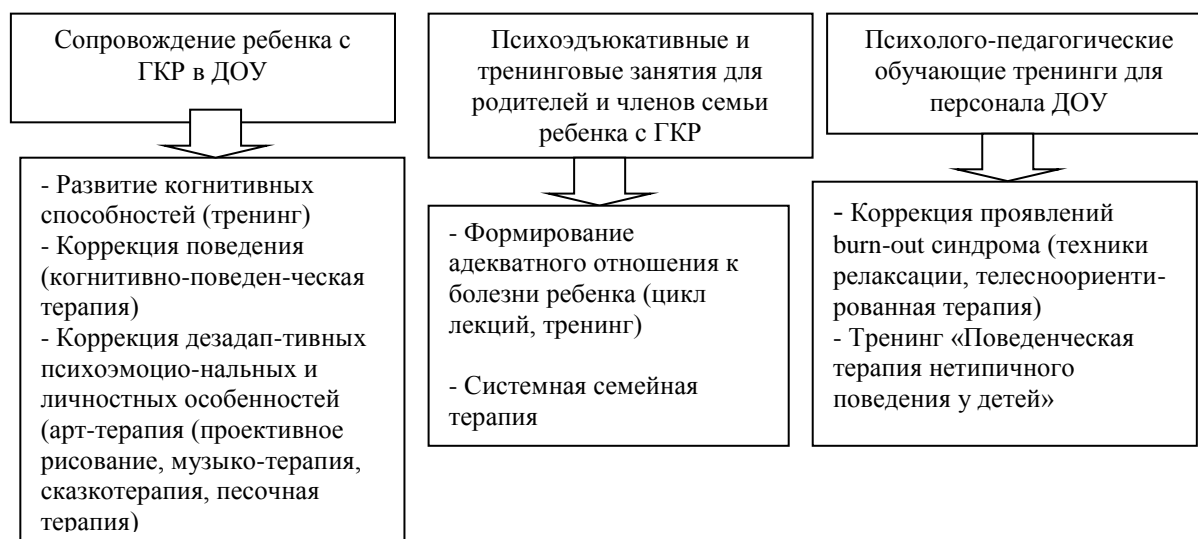 Сопровождение ребенка с
ГКР в ДОУ
- Развитие когнитивных
способностей (тренинг)
- Коррекция поведения
(когнитивно-поведен-ческая
терапия)
- Коррекция дезадап-тивных
психоэмоцио-нальных и
личностных особенностей
(арт-терапия (проективное
рисование, музыко-терапия,
сказкотерапия, песочная
терапия)
Психоэдъюкативные и
тренинговые занятия для
родителей и членов семьи
ребенка с ГКР
- Формирование
адекватного отношения к
болезни ребенка (цикл
лекций, тренинг)
- Системная семейная
терапия
Психолого-педагогические
обучающие тренинги для
персонала ДОУ
- Коррекция проявлений
burn-out синдрома (техники
релаксации, телесноориенти-
рованная терапия)
- Тренинг «Поведенческая
терапия нетипичного
поведения у детей»